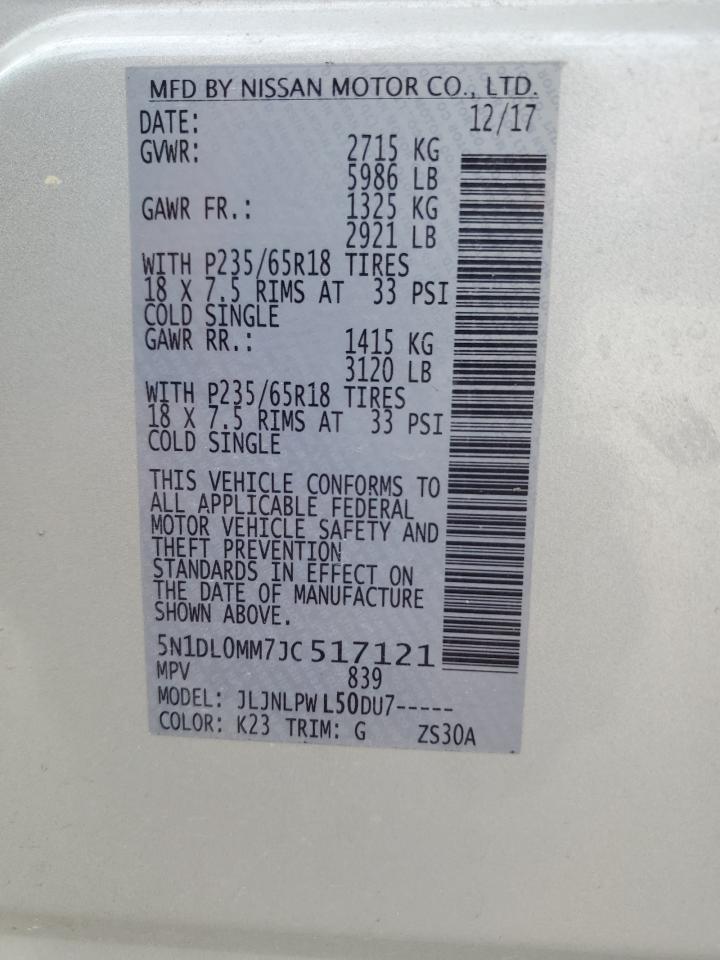 MFD BY NISSAN MOTOR CO., LTD.
DATE: 12/17
GVWR: 2715 KG
5986 LB
GAWR FR.: 1325 KG
2921 LB
WITH P235/65R18 TIRES
18 X 7.5 RIMS AT 33 PSI
COLD SINGLE
GAWR RR.: 1415 KG
3120 LB
WITH P235/65R18 TIRES
18 X 7.5 RIMS AT 33 PSI
COLD SINGLE
THIS VEHICLE CONFORMS TO
ALL APPLICABLE FEDERAL
MOTOR VEHICLE SAFETY AND
THEFT PREVENTION
STANDARDS IN EFFECT ON
THE DATE OF MANUFACTURE
SHOWN ABOVE.
5N1DL0MM7JC517121
MPV 839
MODEL: JLJNLPWL50DU7-----
COLOR: K23 TRIM: G ZS30A